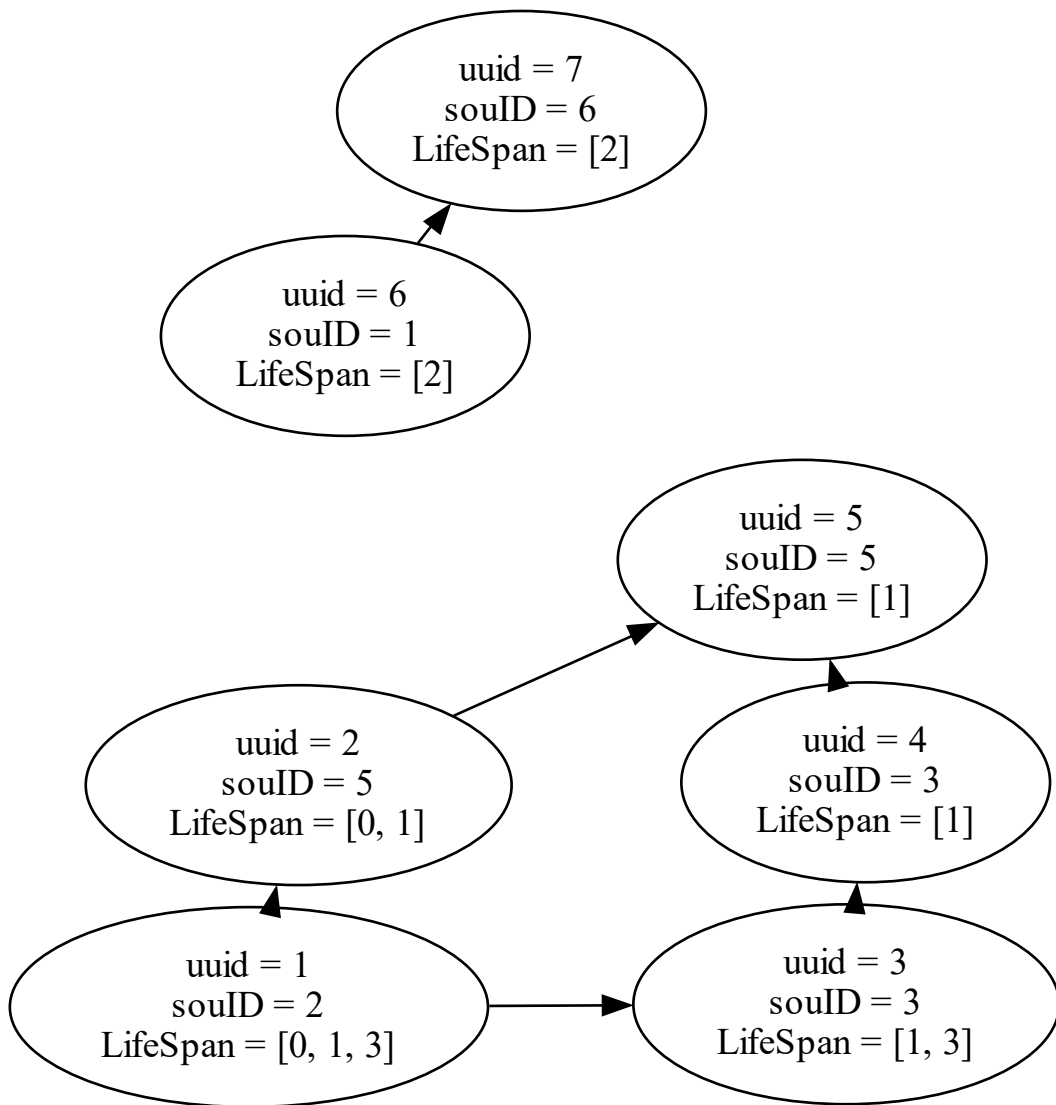 uuid = 7
souID = 6
LifeSpan = [2]
uuid = 6
souID = 1
LifeSpan = [2]
uuid = 5
souID = 5
LifeSpan = [1]
uuid = 2
souID = 5
LifeSpan = [0, 1]
uuid = 4
souID = 3
LifeSpan = [1]
uuid = 1
souID = 2
LifeSpan = [0, 1, 3]
uuid = 3
souID = 3
LifeSpan = [1, 3]